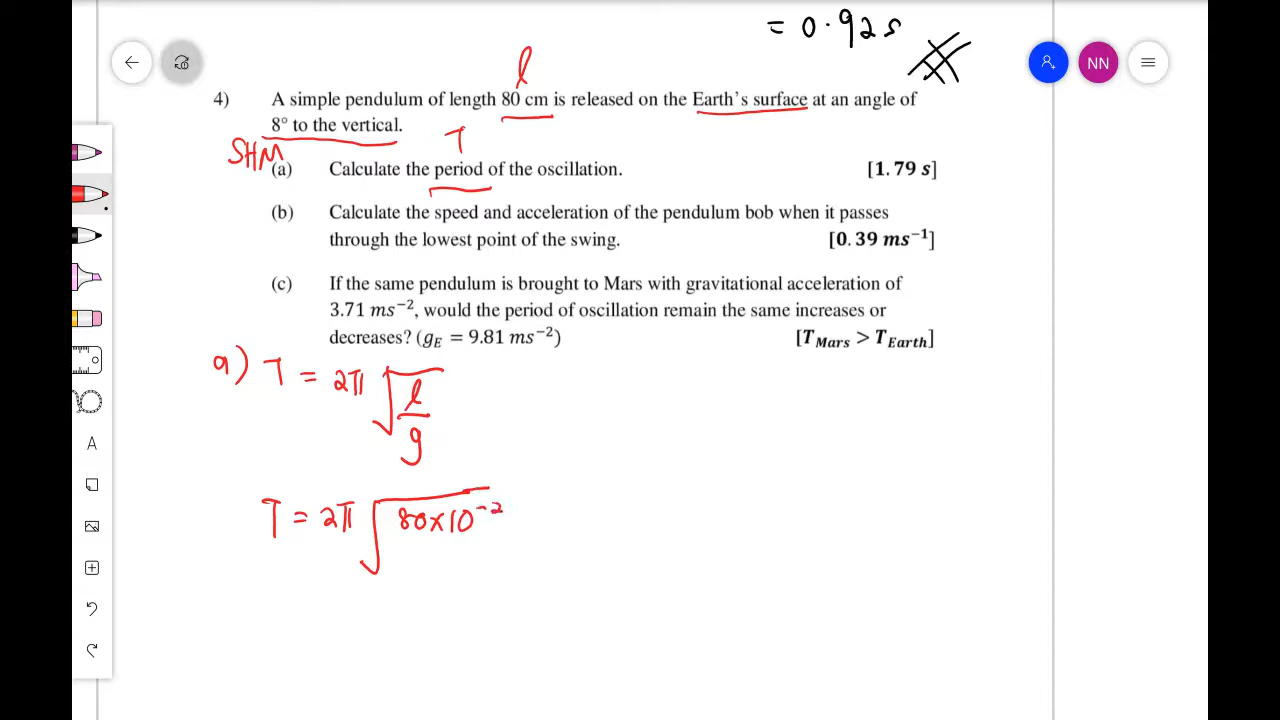 = 0.92 s
NN
l
4) A simple pendulum of length 80 cm is released on the Earth's surface at an angle of
8° to the vertical.
T
SHM
(a) Calculate the period of the oscillation. [1.79 s]
(b) Calculate the speed and acceleration of the pendulum bob when it passes
through the lowest point of the swing. [0.39 ms⁻¹]
(c) If the same pendulum is brought to Mars with gravitational acceleration of
3.71 ms⁻², would the period of oscillation remain the same increases or
decreases? (g_E = 9.81 ms⁻²) [T_Mars > T_Earth]
a) T = 2π √(l/g)
T = 2π √80×10⁻²
A